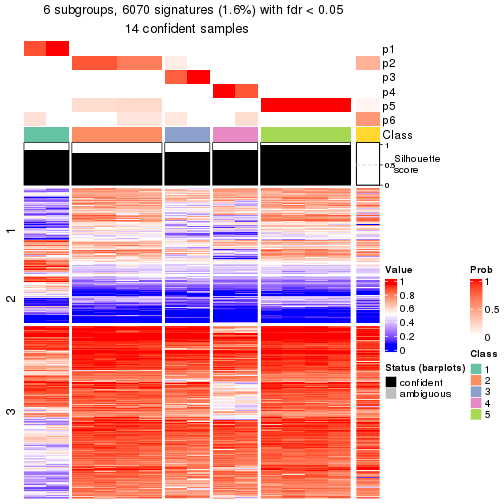 6 subgroups, 6070 signatures (1.6%) with fdr < 0.05
14 confident samples
p1
p2
p3
p4
p5
p6
Class
1
0.5
0
Silhouette
score
1
2
3
Value
1
0.8
0.6
0.4
0.2
0
Status (barplots)
confident
ambiguous
Prob
1
0.5
0
Class
1
2
3
4
5